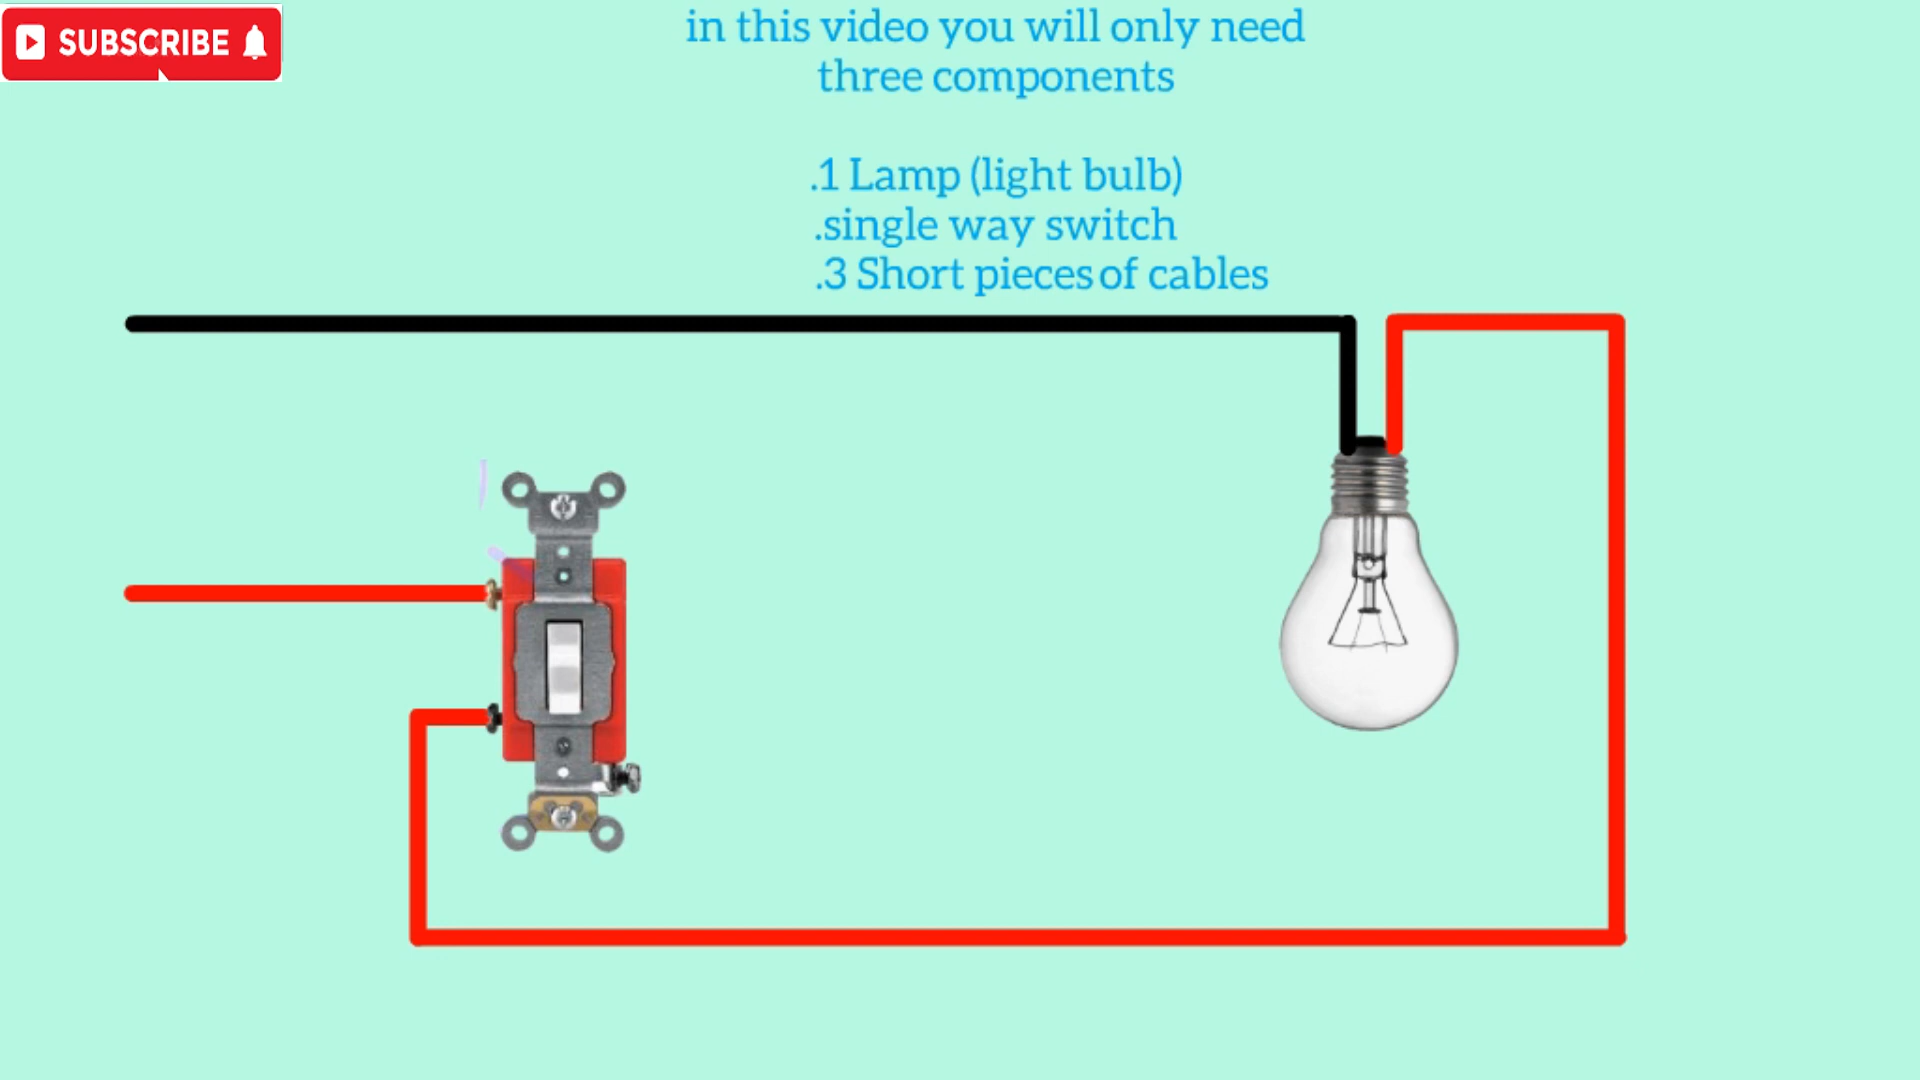 SUBSCRIBE
in this video you will only need
three components
.1 Lamp (light bulb)
.single way switch
.3 Short pieces of cables